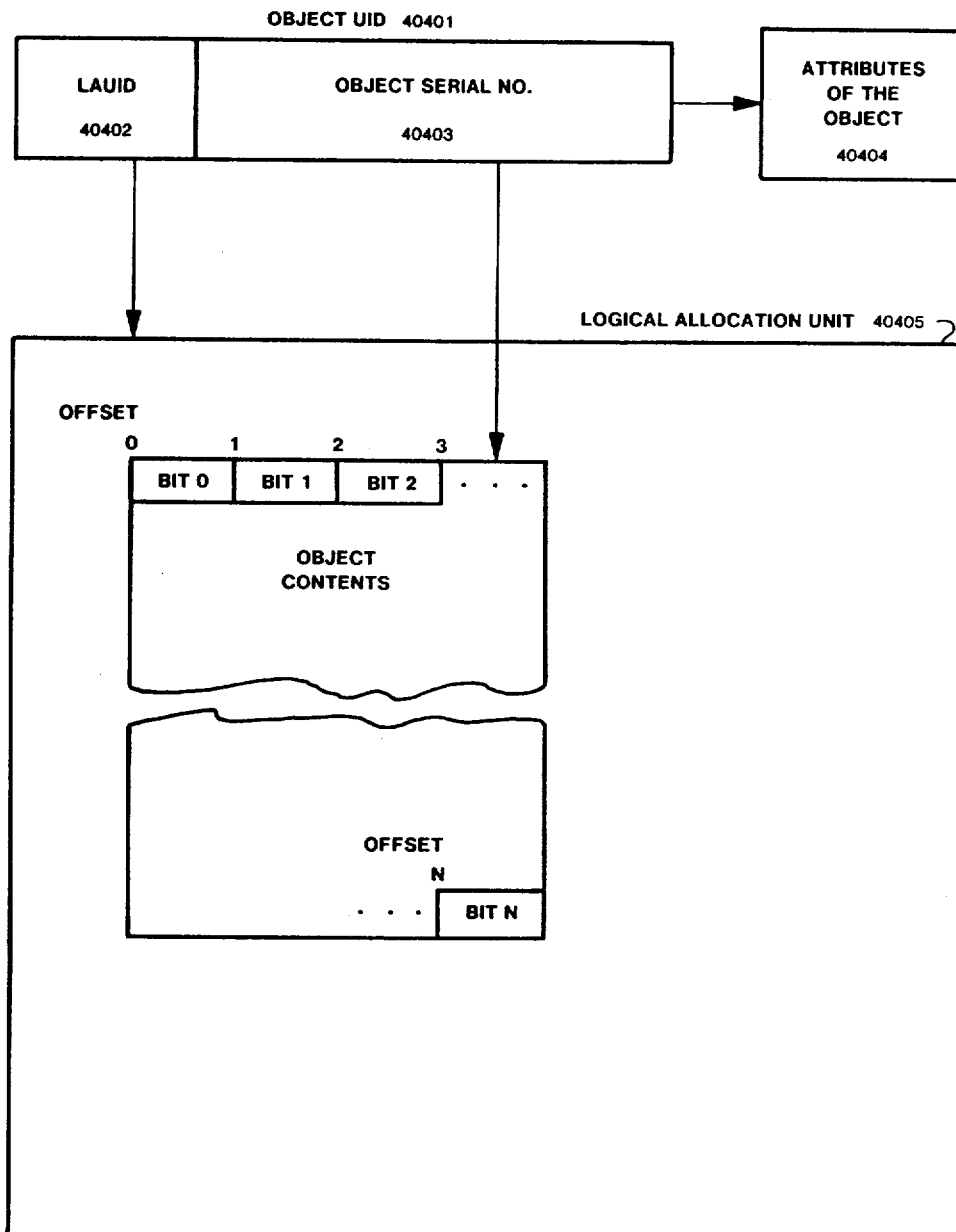 OBJECT UID 40401
LAUID
40402
OBJECT SERIAL NO.
40403
ATTRIBUTES
OF THE
OBJECT
40404
LOGICAL ALLOCATION UNIT 40405
OFFSET
0 1 2 3
BIT 0 BIT 1 BIT 2 . . .
OBJECT
CONTENTS
OFFSET
N
. . . BIT N